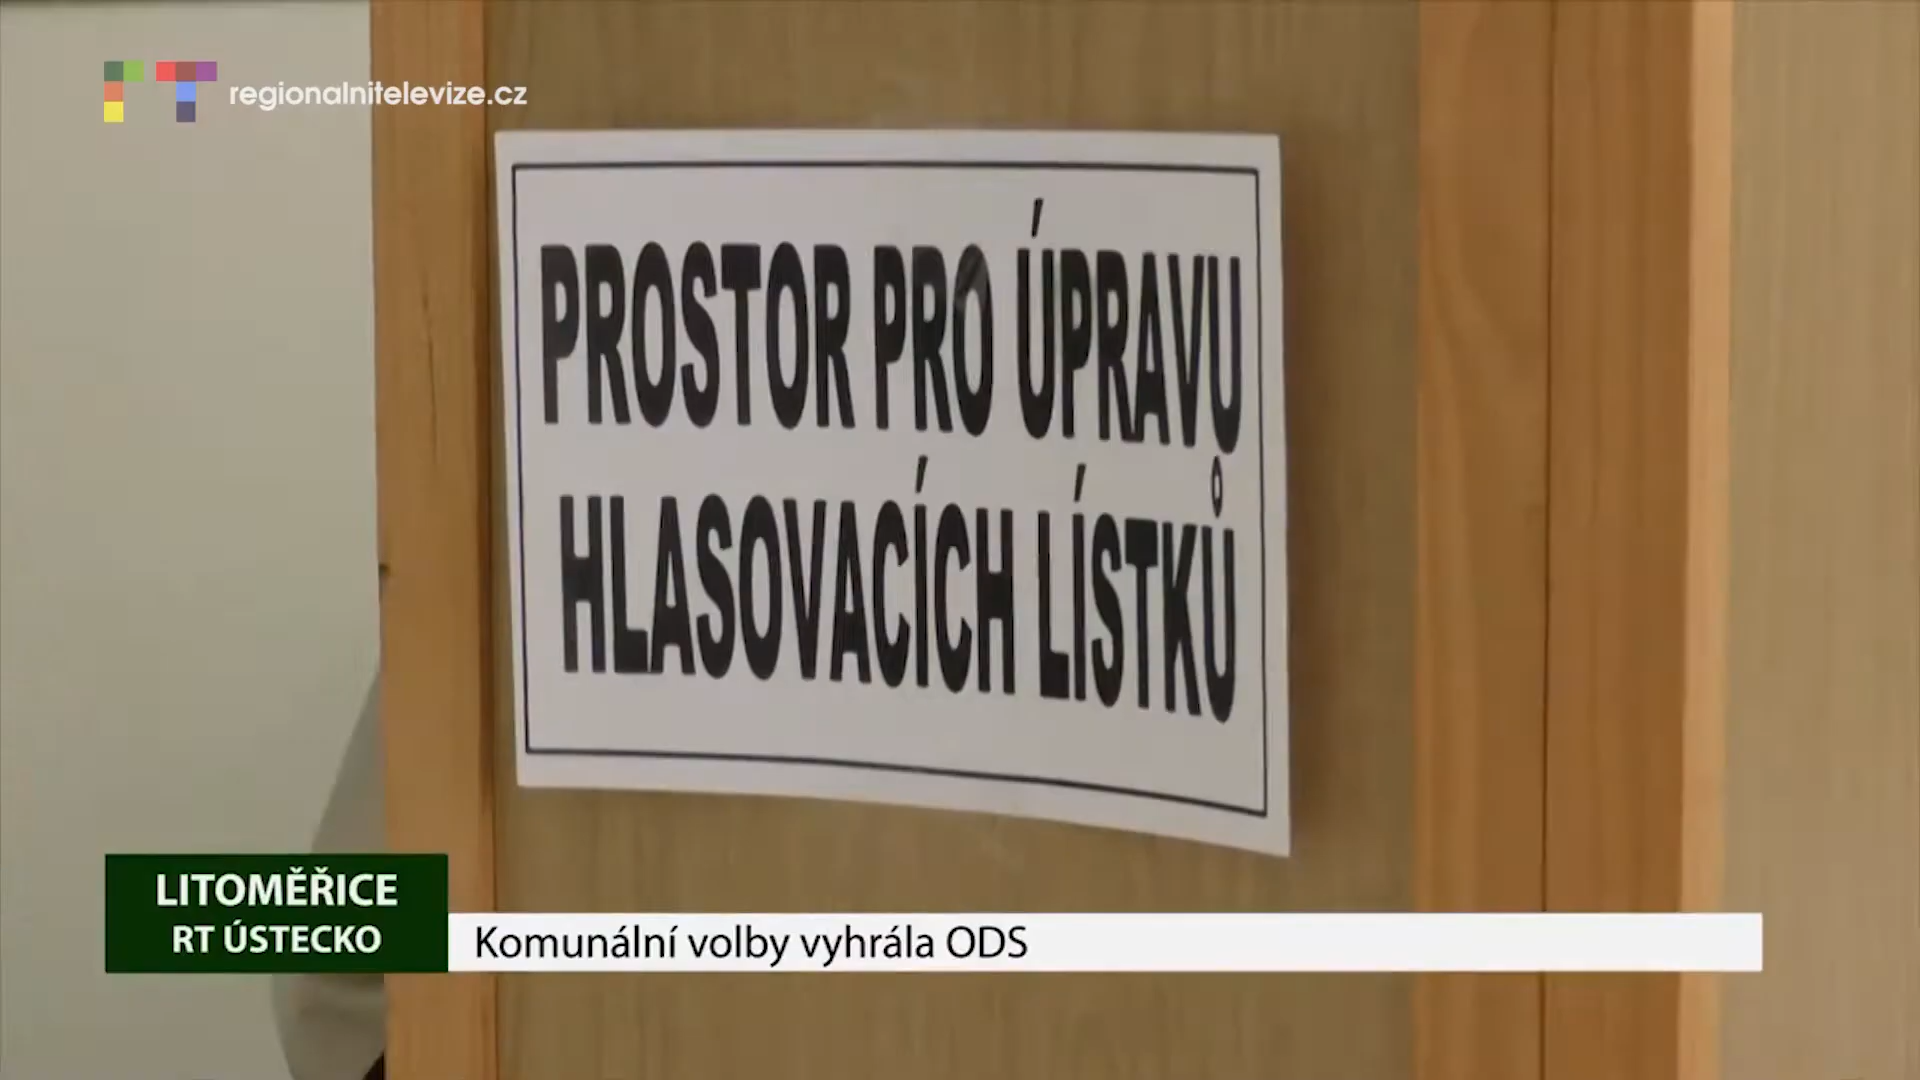 regionalnitelevize.cz
PROSTOR PRO ÚPRAVU
HLASOVACÍCH LÍSTKŮ
LITOMĚŘICE
RT ÚSTECKO
Komunální volby vyhrála ODS